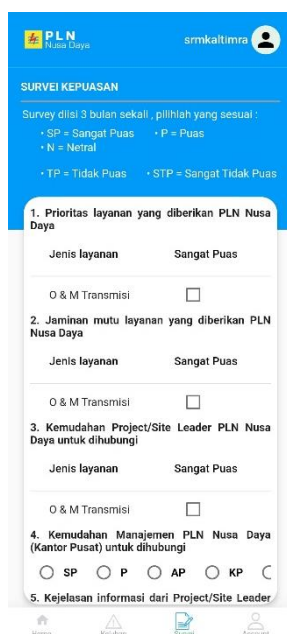 PLN
Nusa Daya
srmkaltimra
SURVEI KEPUASAN
Survey diisi 3 bulan sekali , pilihlah yang sesuai :
• SP = Sangat Puas • P = Puas
• N = Netral
• TP = Tidak Puas • STP = Sangat Tidak Puas
1. Prioritas layanan yang diberikan PLN Nusa
Daya
Jenis layanan Sangat Puas
O & M Transmisi
2. Jaminan mutu layanan yang diberikan PLN
Nusa Daya
Jenis layanan Sangat Puas
O & M Transmisi
3. Kemudahan Project/Site Leader PLN Nusa
Daya untuk dihubungi
Jenis layanan Sangat Puas
O & M Transmisi
4. Kemudahan Manajemen PLN Nusa Daya
(Kantor Pusat) untuk dihubungi
SP P AP KP
5. Kejelasan informasi dari Project/Site Leader
Home Keluhan Survei Account